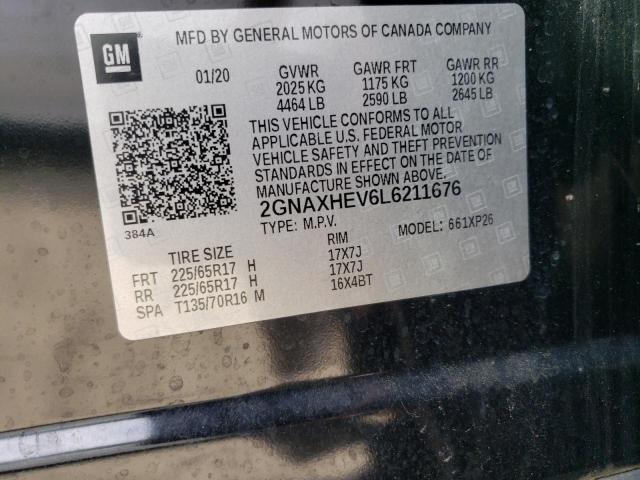 GM
MFD BY GENERAL MOTORS OF CANADA COMPANY
01/20 GVWR GAWR FRT GAWR RR
2025 KG 1175 KG 1200 KG
4464 LB 2590 LB 2645 LB
THIS VEHICLE CONFORMS TO ALL
APPLICABLE U.S. FEDERAL MOTOR
VEHICLE SAFETY AND THEFT PREVENTION
STANDARDS IN EFFECT ON THE DATE OF
MANUFACTURE SHOWN ABOVE.
2GNAXHEV6L6211676
384A TYPE: M.P.V. MODEL: 661XP26
TIRE SIZE RIM
FRT 225/65R17 H 17X7J
RR 225/65R17 H 17X7J
SPA T135/70R16 M 16X4BT